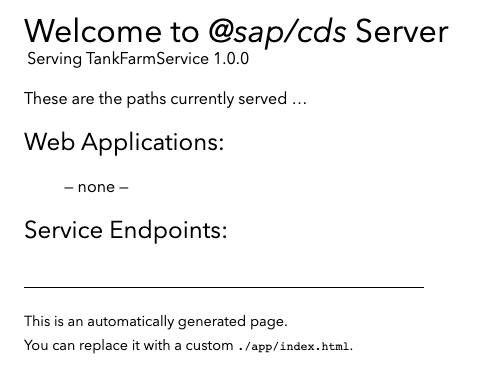 Welcome to @sap/cds Server
Serving TankFarmService 1.0.0
These are the paths currently served …
Web Applications:
– none –
Service Endpoints:
This is an automatically generated page.
You can replace it with a custom ./app/index.html.